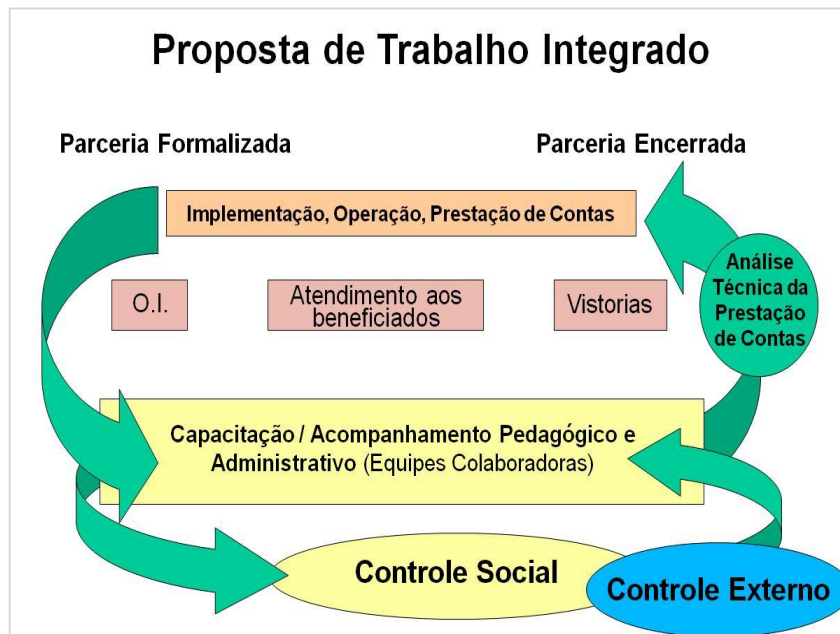 Proposta de Trabalho Integrado
Parceria Formalizada
Parceria Encerrada
Implementação, Operação, Prestação de Contas
O.I.
Atendimento aos
beneficiados
Vistorias
Análise
Técnica da
Prestação
de Contas
Capacitação / Acompanhamento Pedagógico e
Administrativo (Equipes Colaboradoras)
Controle Social
Controle Externo